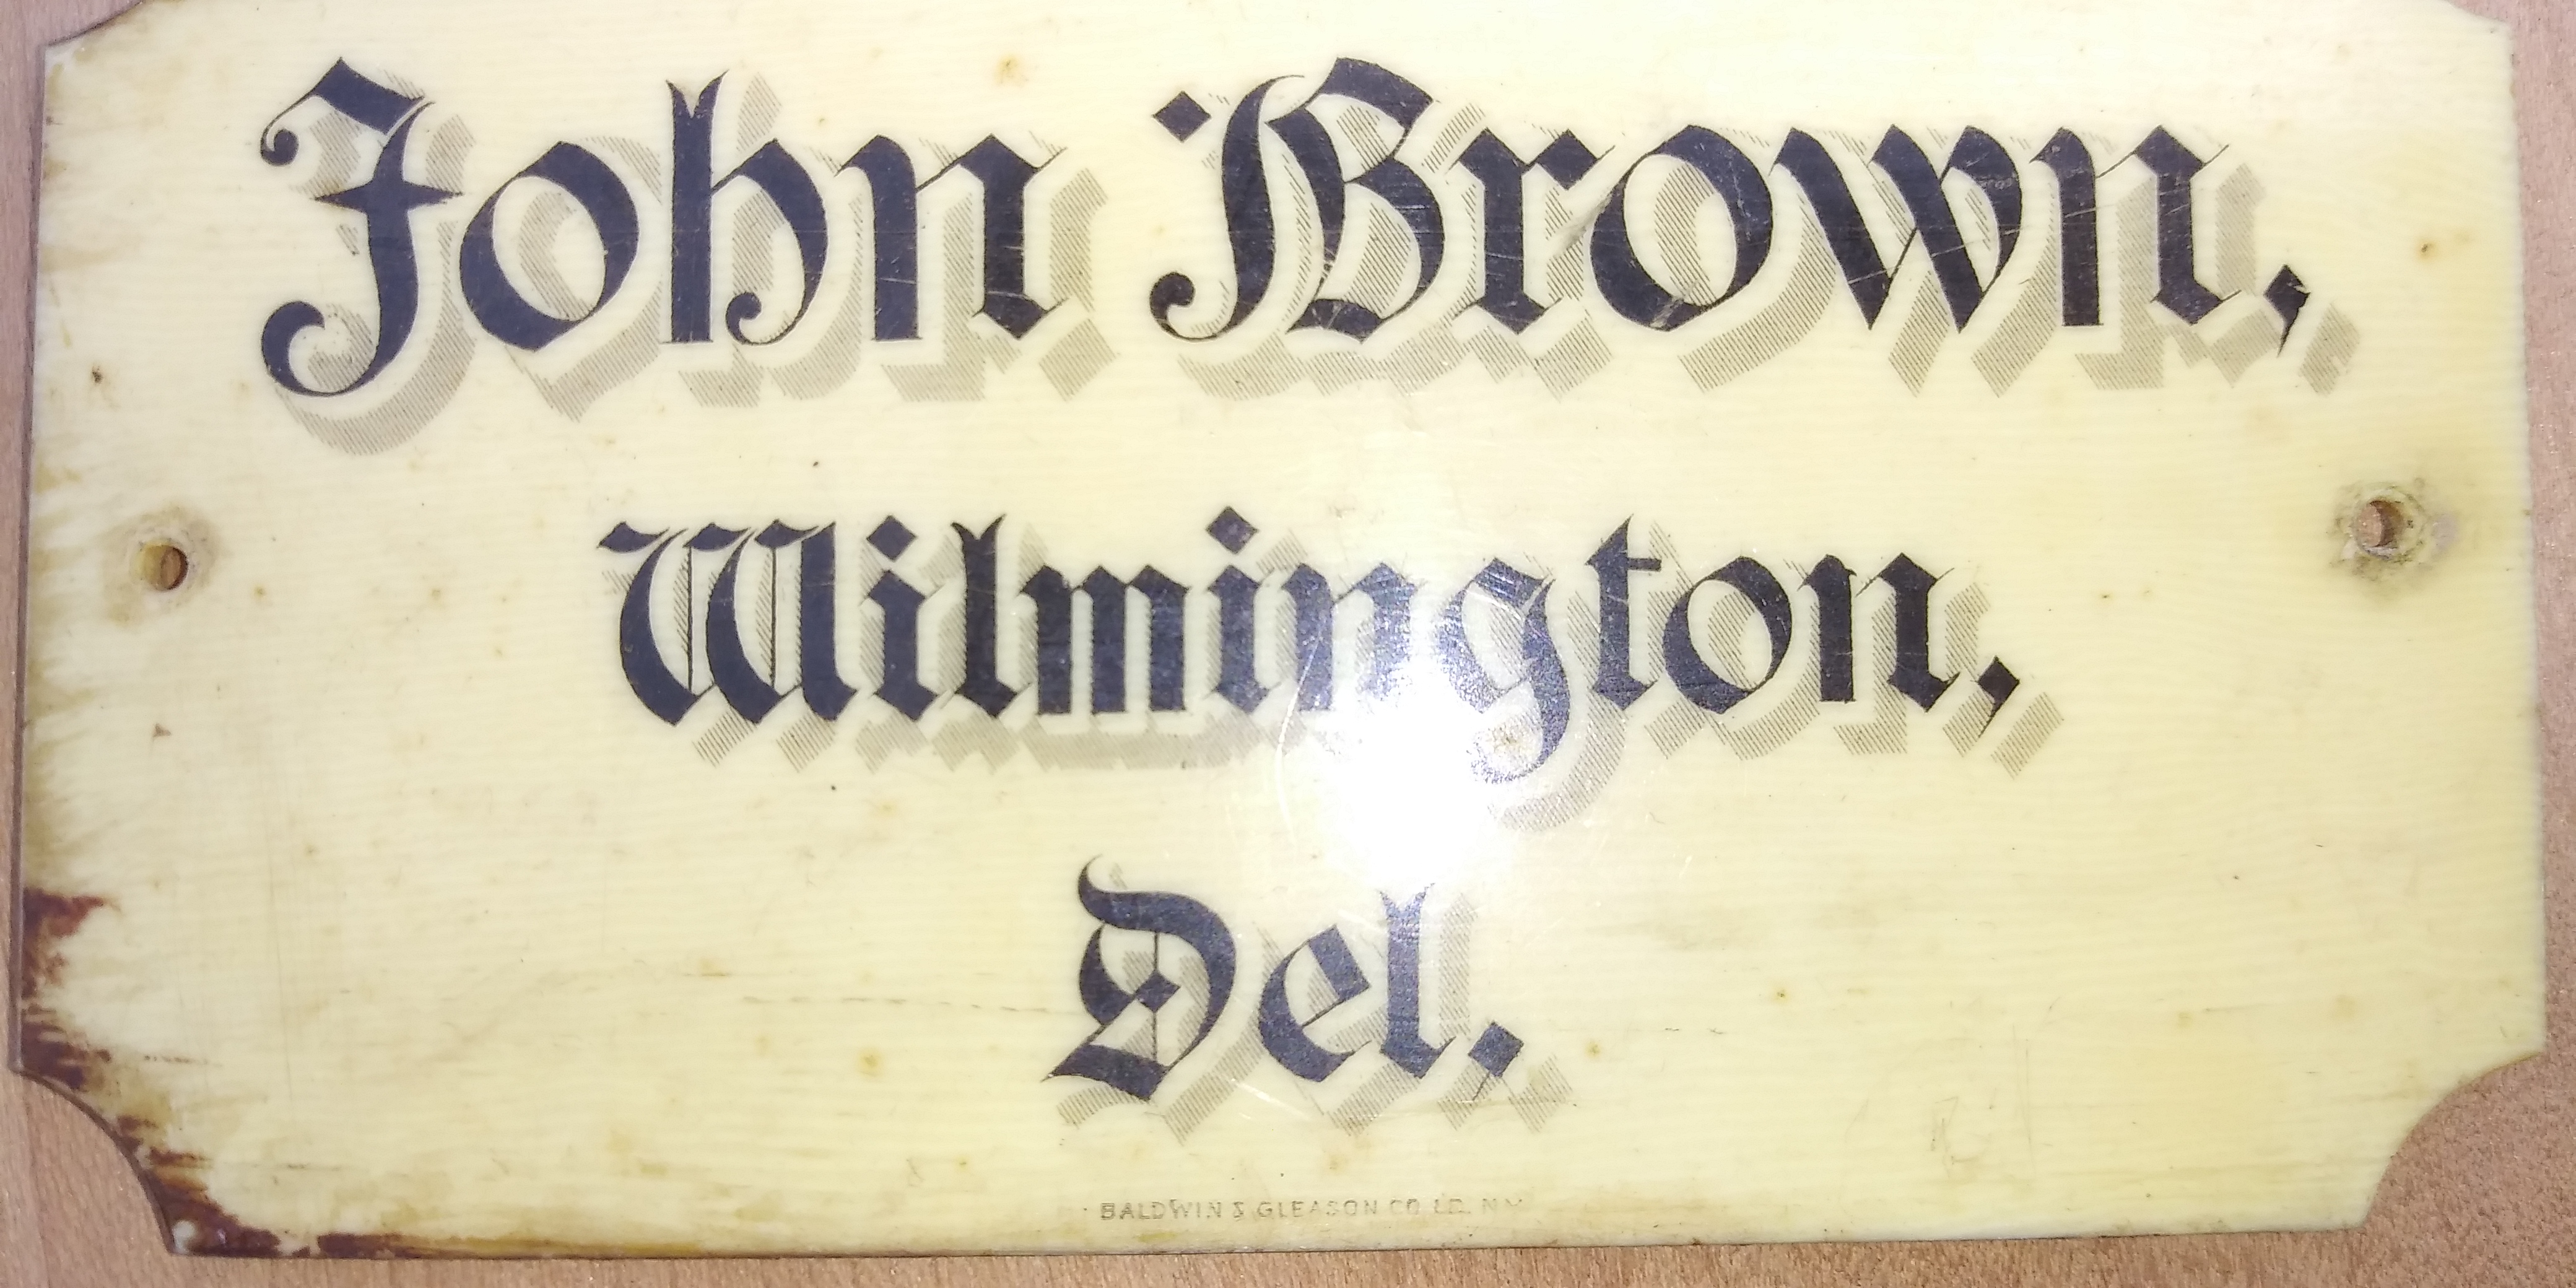 John Brown,
Wilmington,
Del.
BALDWIN & GLEASON CO. LD. N.Y.